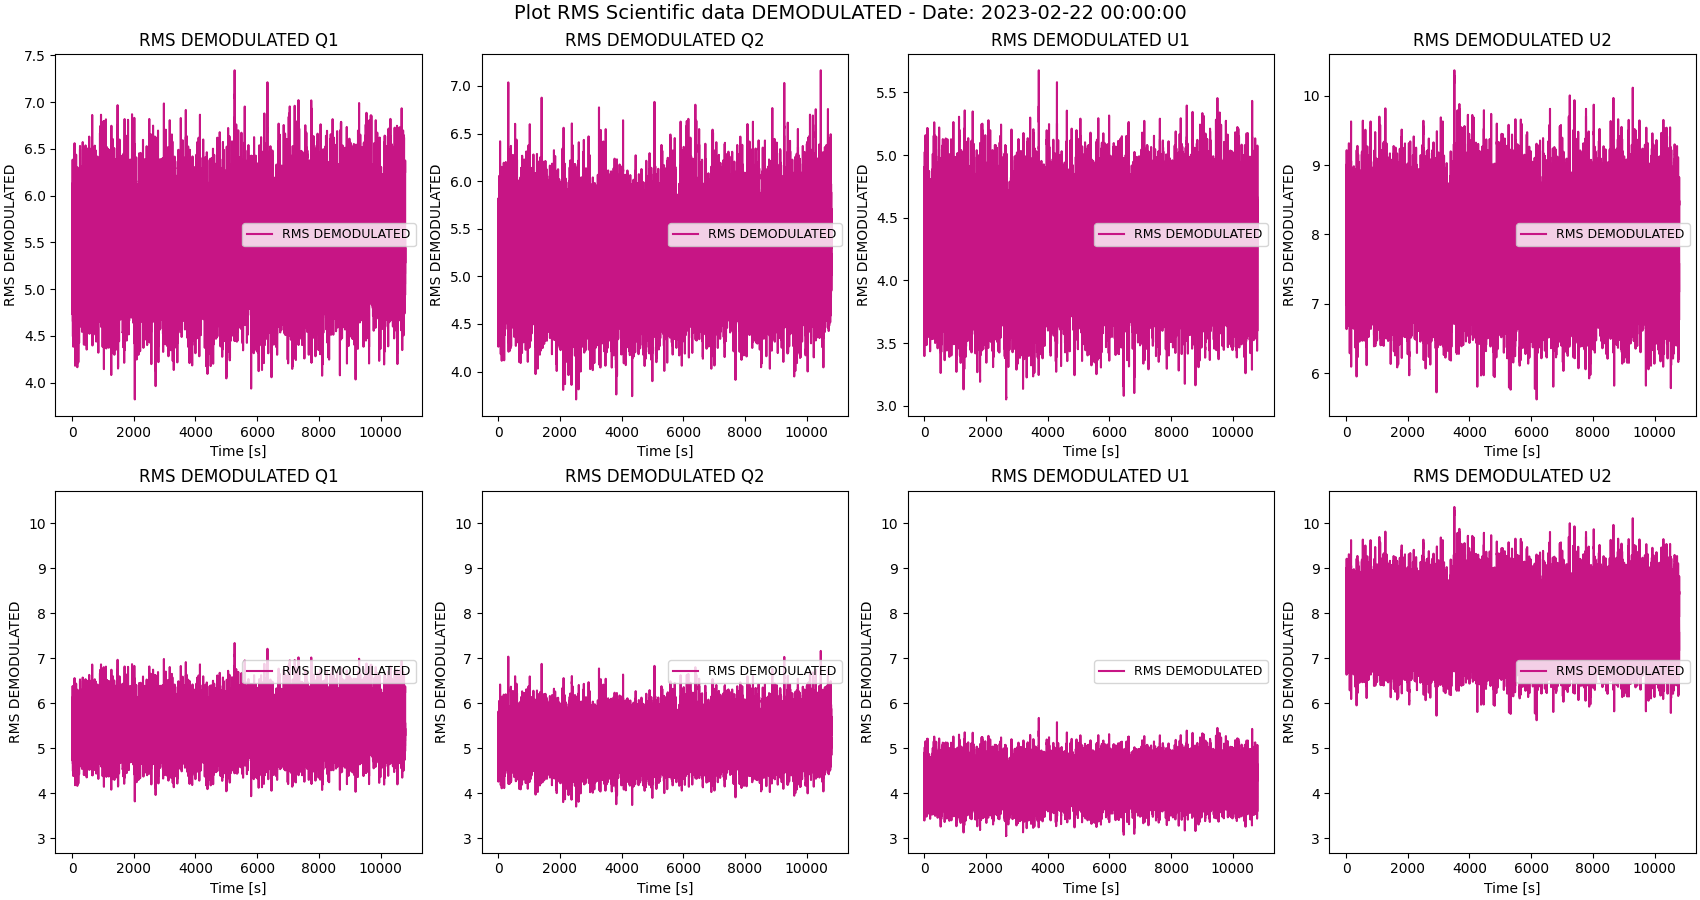 Plot RMS Scientific data DEMODULATED - Date: 2023-02-22 00:00:00
RMS DEMODULATED Q1
RMS DEMODULATED
7.5
7.0
6.5
6.0
5.5
5.0
4.5
4.0
RMS DEMODULATED
0 2000 4000 6000 8000 10000
Time [s]
RMS DEMODULATED Q2
RMS DEMODULATED
7.0
6.5
6.0
5.5
5.0
4.5
4.0
RMS DEMODULATED
0 2000 4000 6000 8000 10000
Time [s]
RMS DEMODULATED U1
RMS DEMODULATED
5.5
5.0
4.5
4.0
3.5
3.0
RMS DEMODULATED
0 2000 4000 6000 8000 10000
Time [s]
RMS DEMODULATED U2
RMS DEMODULATED
10
9
8
7
6
RMS DEMODULATED
0 2000 4000 6000 8000 10000
Time [s]
RMS DEMODULATED Q1
RMS DEMODULATED
10
9
8
7
6
5
4
3
RMS DEMODULATED
0 2000 4000 6000 8000 10000
Time [s]
RMS DEMODULATED Q2
RMS DEMODULATED
10
9
8
7
6
5
4
3
RMS DEMODULATED
0 2000 4000 6000 8000 10000
Time [s]
RMS DEMODULATED U1
RMS DEMODULATED
10
9
8
7
6
5
4
3
RMS DEMODULATED
0 2000 4000 6000 8000 10000
Time [s]
RMS DEMODULATED U2
RMS DEMODULATED
10
9
8
7
6
5
4
3
RMS DEMODULATED
0 2000 4000 6000 8000 10000
Time [s]